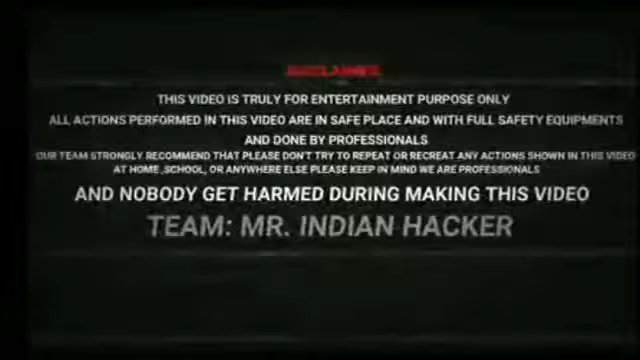 DISCLAIMER
THIS VIDEO IS TRULY FOR ENTERTAINMENT PURPOSE ONLY
ALL ACTIONS PERFORMED IN THIS VIDEO ARE IN SAFE PLACE AND WITH FULL SAFETY EQUIPMENTS
AND DONE BY PROFESSIONALS
OUR TEAM STRONGLY RECOMMEND THAT PLEASE DON'T TRY TO REPEAT OR RECREAT ANY ACTIONS SHOWN IN THIS VIDEO
AT HOME ,SCHOOL, OR ANYWHERE ELSE PLEASE KEEP IN MIND WE ARE PROFESSIONALS
AND NOBODY GET HARMED DURING MAKING THIS VIDEO
TEAM: MR. INDIAN HACKER